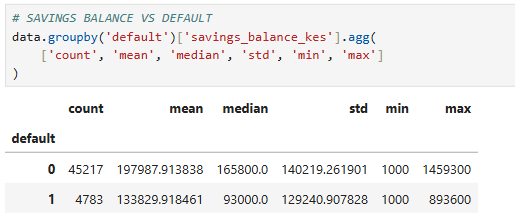 # SAVINGS BALANCE VS DEFAULT
data.groupby('default')['savings_balance_kes'].agg(
    ['count', 'mean', 'median', 'std', 'min', 'max']
)
count mean median std min max
default
0 45217 197987.913838 165800.0 140219.261901 1000 1459300
1 4783 133829.918461 93000.0 129240.907828 1000 893600